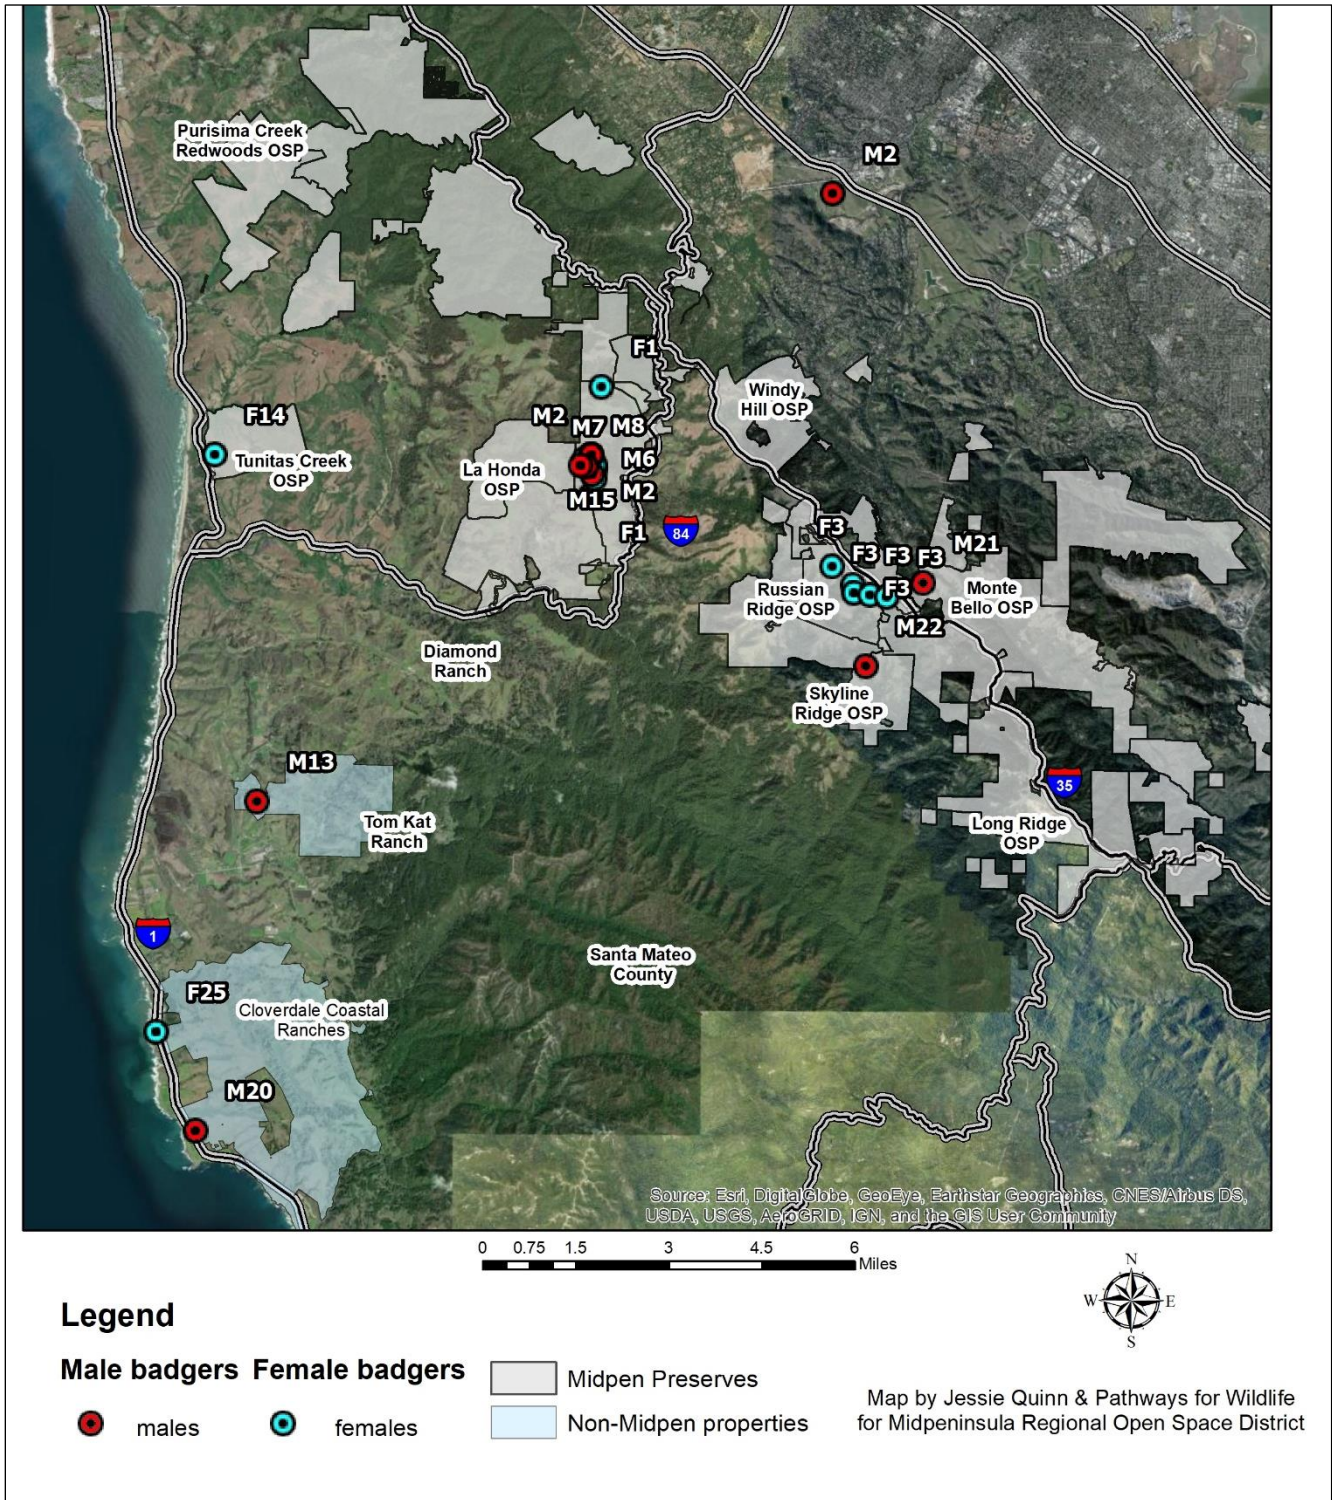 Purisima Creek
Redwoods OSP
M2
F1
Windy
Hill OSP
F14
M2
M7
M8
Tunitas Creek
OSP
La Honda
OSP
M6
M15
M2
F1
84
F3
F3
F3
F3
M21
F3
Russian
Ridge OSP
Monte
Bello OSP
M22
Diamond
Ranch
Skyline
Ridge OSP
M13
35
Tom Kat
Ranch
Long Ridge
OSP
1
Santa Mateo
County
F25
Cloverdale Coastal
Ranches
M20
Source: Esri, DigitalGlobe, GeoEye, Earthstar Geographics, CNES/Airbus DS,
USDA, USGS, AeroGRID, IGN, and the GIS User Community
0 0.75 1.5 3 4.5 6
Miles
N
W E
S
Legend
Male badgers Female badgers
males
females
Midpen Preserves
Non-Midpen properties
Map by Jessie Quinn & Pathways for Wildlife
for Midpeninsula Regional Open Space District